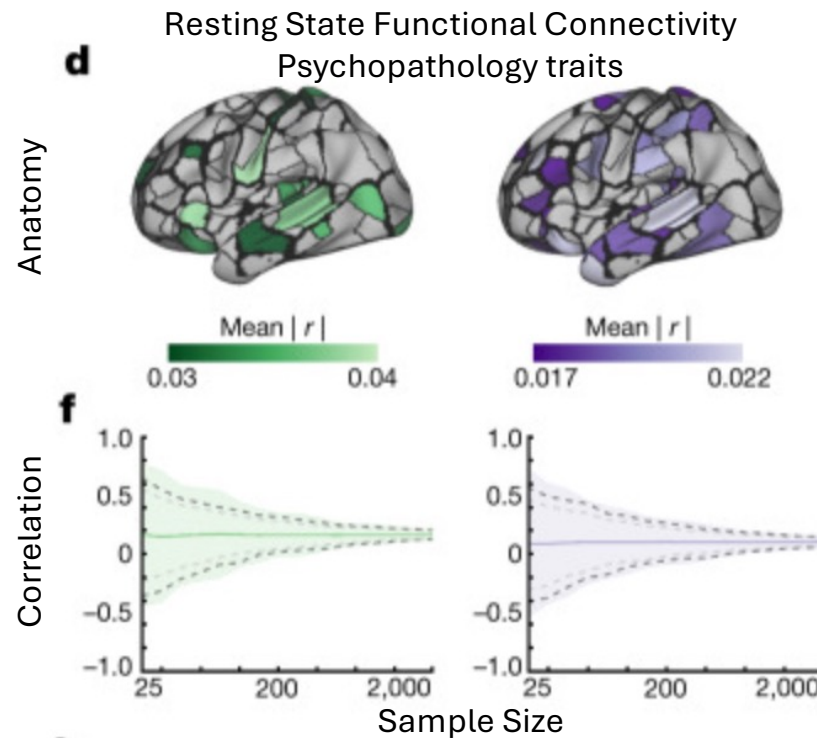 Resting State Functional Connectivity
d
Psychopathology traits
Anatomy
Mean | r |
0.03
0.04
Mean | r |
0.017
0.022
f
Correlation
1.0
0.5
0
−0.5
−1.0
25
200
2,000
1.0
0.5
0
−0.5
−1.0
25
200
2,000
Sample Size